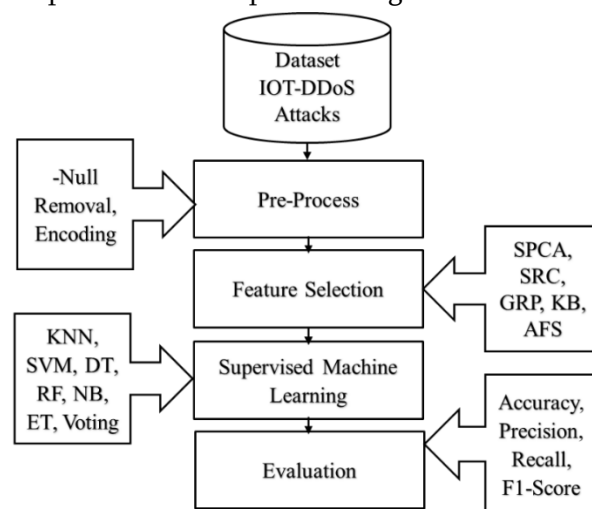 Dataset
IOT-DDoS
Attacks
-Null
Removal,
Encoding
Pre-Process
Feature Selection
SPCA,
SRC,
GRP, KB,
AFS
KNN,
SVM, DT,
RF, NB,
ET, Voting
Supervised Machine
Learning
Evaluation
Accuracy,
Precision,
Recall,
F1-Score